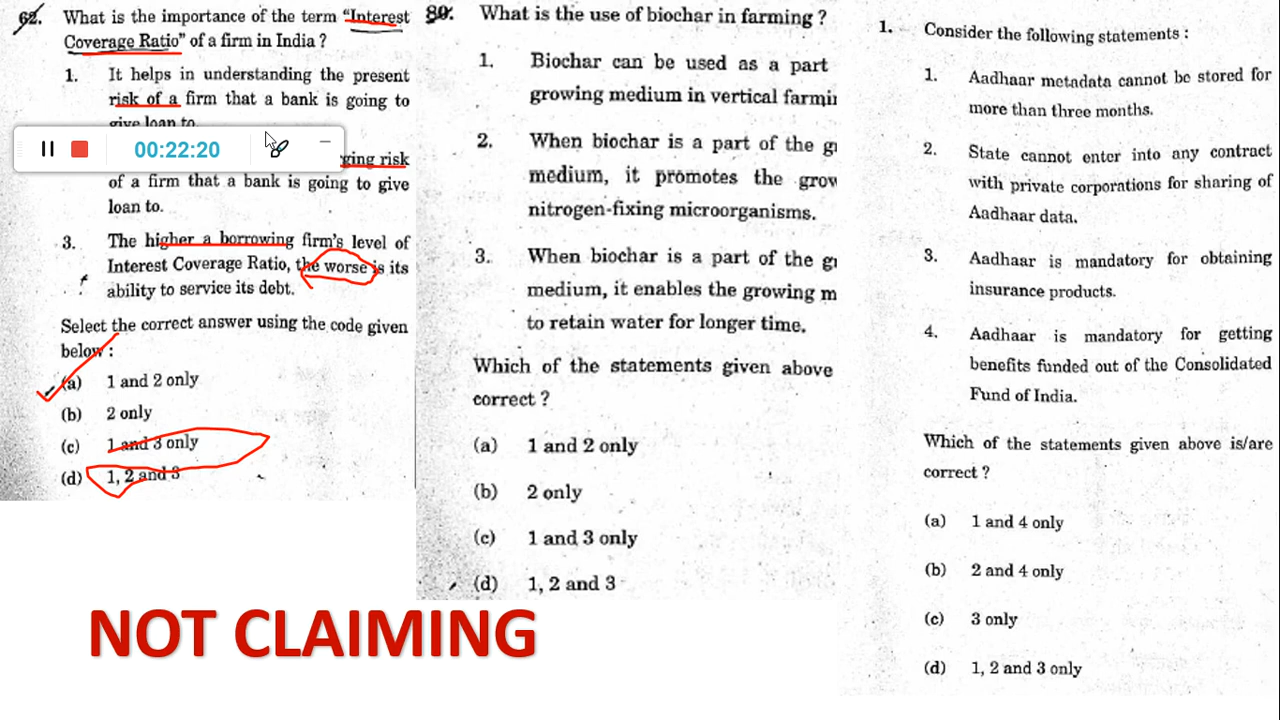 62. What is the importance of the term "Interest
Coverage Ratio" of a firm in India ?
1. It helps in understanding the present
risk of a firm that a bank is going to
give loan to.
00:22:20
ging risk
of a firm that a bank is going to give
loan to.
3. The higher a borrowing firm's level of
Interest Coverage Ratio, the worse is its
ability to service its debt.
Select the correct answer using the code given
below :
(a) 1 and 2 only
(b) 2 only
(c) 1 and 3 only
(d) 1, 2 and 3
80. What is the use of biochar in farming ?
1. Biochar can be used as a part
growing medium in vertical farmin
2. When biochar is a part of the g
medium, it promotes the grow
nitrogen-fixing microorganisms.
3. When biochar is a part of the g
medium, it enables the growing m
to retain water for longer time.
Which of the statements given above
correct ?
(a) 1 and 2 only
(b) 2 only
(c) 1 and 3 only
(d) 1, 2 and 3
1. Consider the following statements :
1. Aadhaar metadata cannot be stored for
more than three months.
2. State cannot enter into any contract
with private corporations for sharing of
Aadhaar data.
3. Aadhaar is mandatory for obtaining
insurance products.
4. Aadhaar is mandatory for getting
benefits funded out of the Consolidated
Fund of India.
Which of the statements given above is/are
correct ?
(a) 1 and 4 only
(b) 2 and 4 only
(c) 3 only
(d) 1, 2 and 3 only
NOT CLAIMING